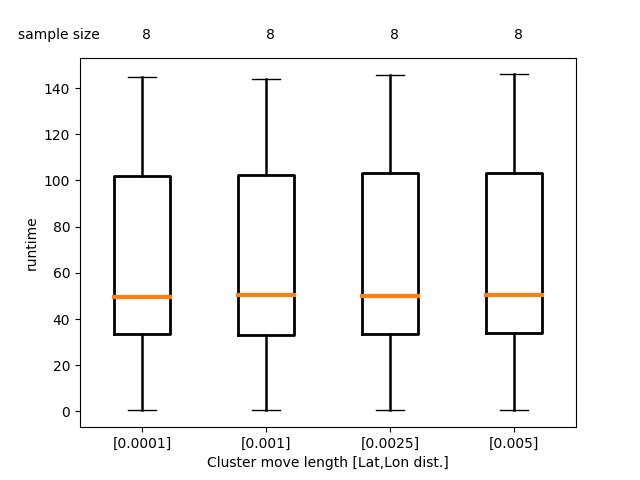 sample size 8 8 8 8
140
120
100
80
60
40
20
0
runtime
[0.0001] [0.001] [0.0025] [0.005]
Cluster move length [Lat,Lon dist.]